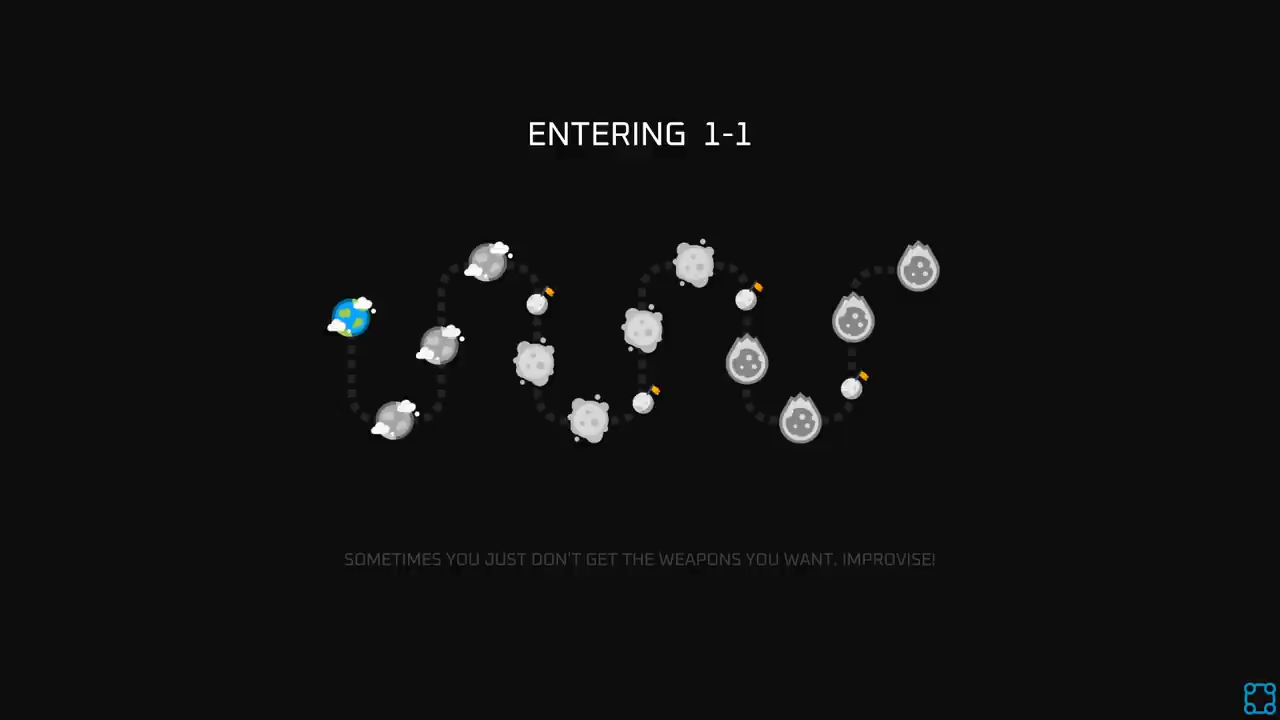 ENTERING 1-1
SOMETIMES YOU JUST DON'T GET THE WEAPONS YOU WANT. IMPROVISE!